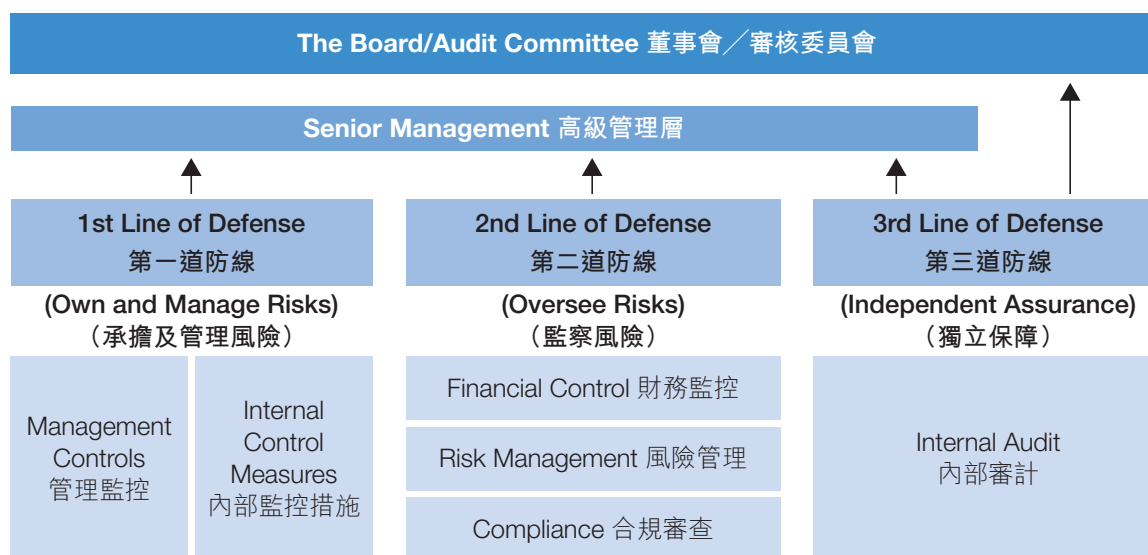 The Board/Audit Committee 董事會╱審核委員會
Senior Management 高級管理層
1st Line of Defense
第一道防線
(Own and Manage Risks)
（承擔及管理風險）
Management
Controls
管理監控
Internal
Control
Measures
內部監控措施
2nd Line of Defense
第二道防線
(Oversee Risks)
（監察風險）
Financial Control 財務監控
Risk Management 風險管理
Compliance 合規審查
3rd Line of Defense
第三道防線
(Independent Assurance)
（獨立保障）
Internal Audit
內部審計